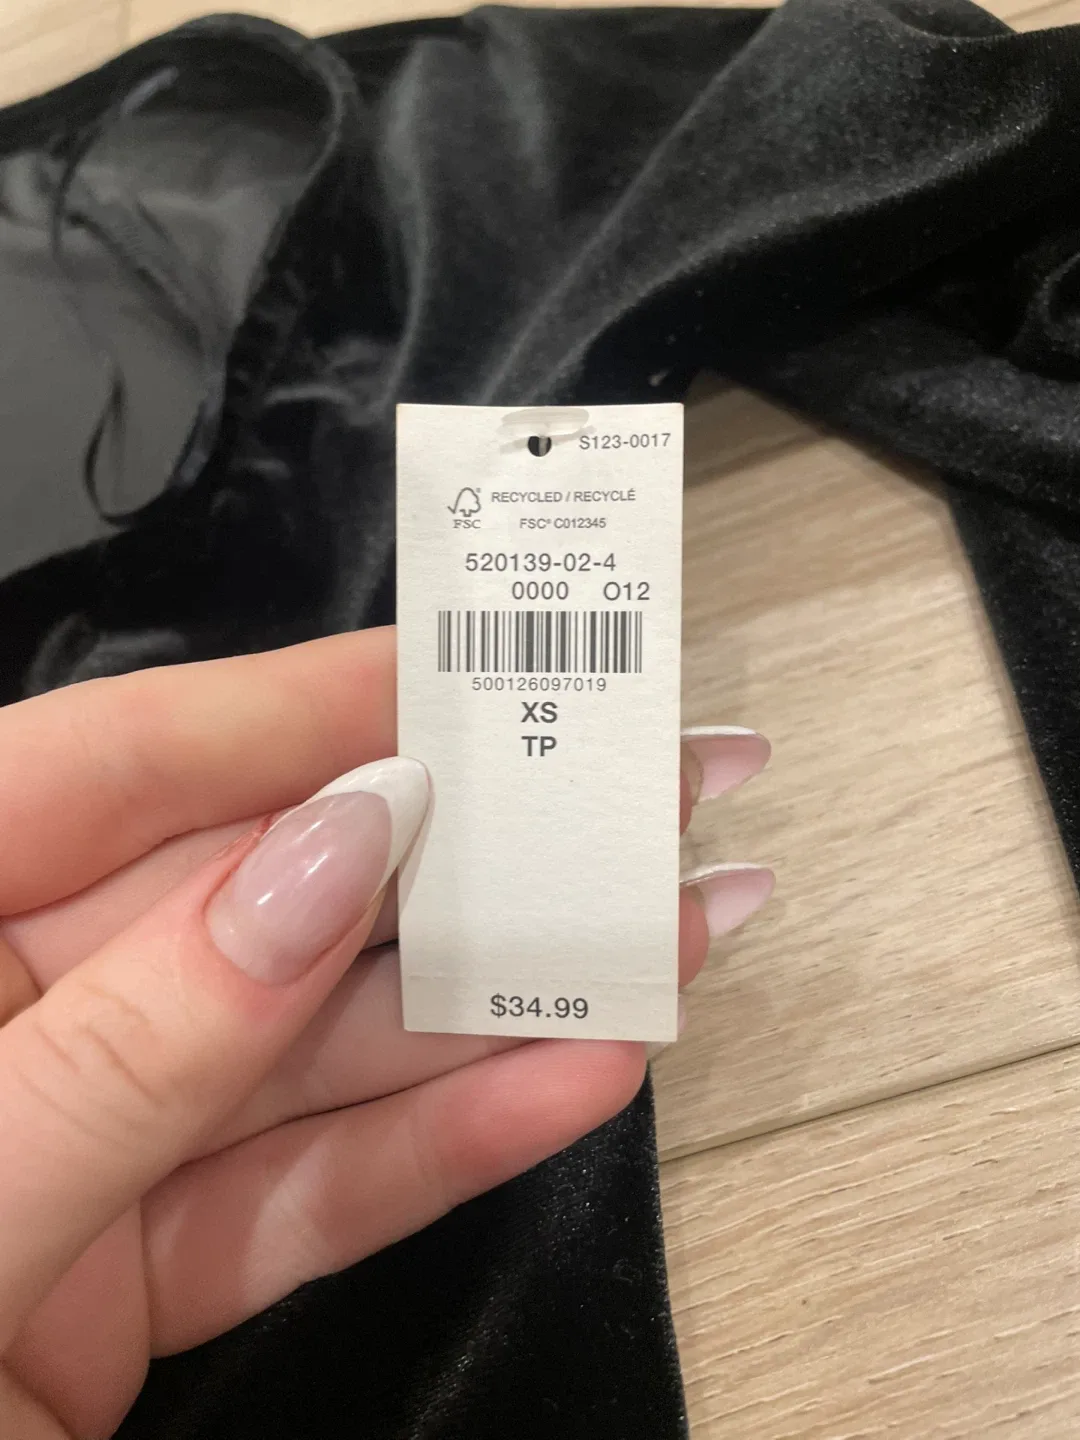 S123-0017
RECYCLED / RECYCLÉ
FSC
FSC® C012345
520139-02-4
0000 O12
500126097019
XS
TP
$34.99